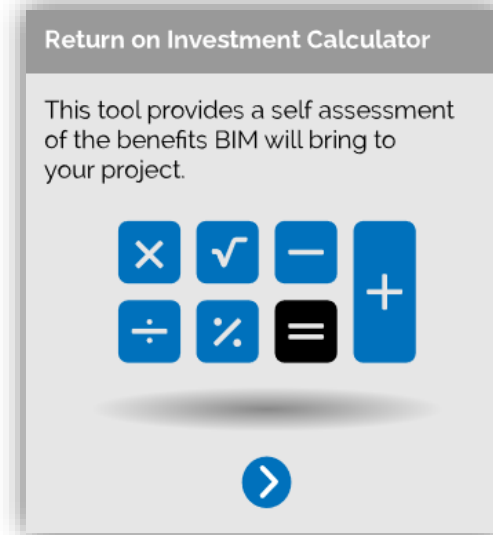 Return on Investment Calculator
This tool provides a self assessment
of the benefits BIM will bring to
your project.
× √ −
+
÷ % =